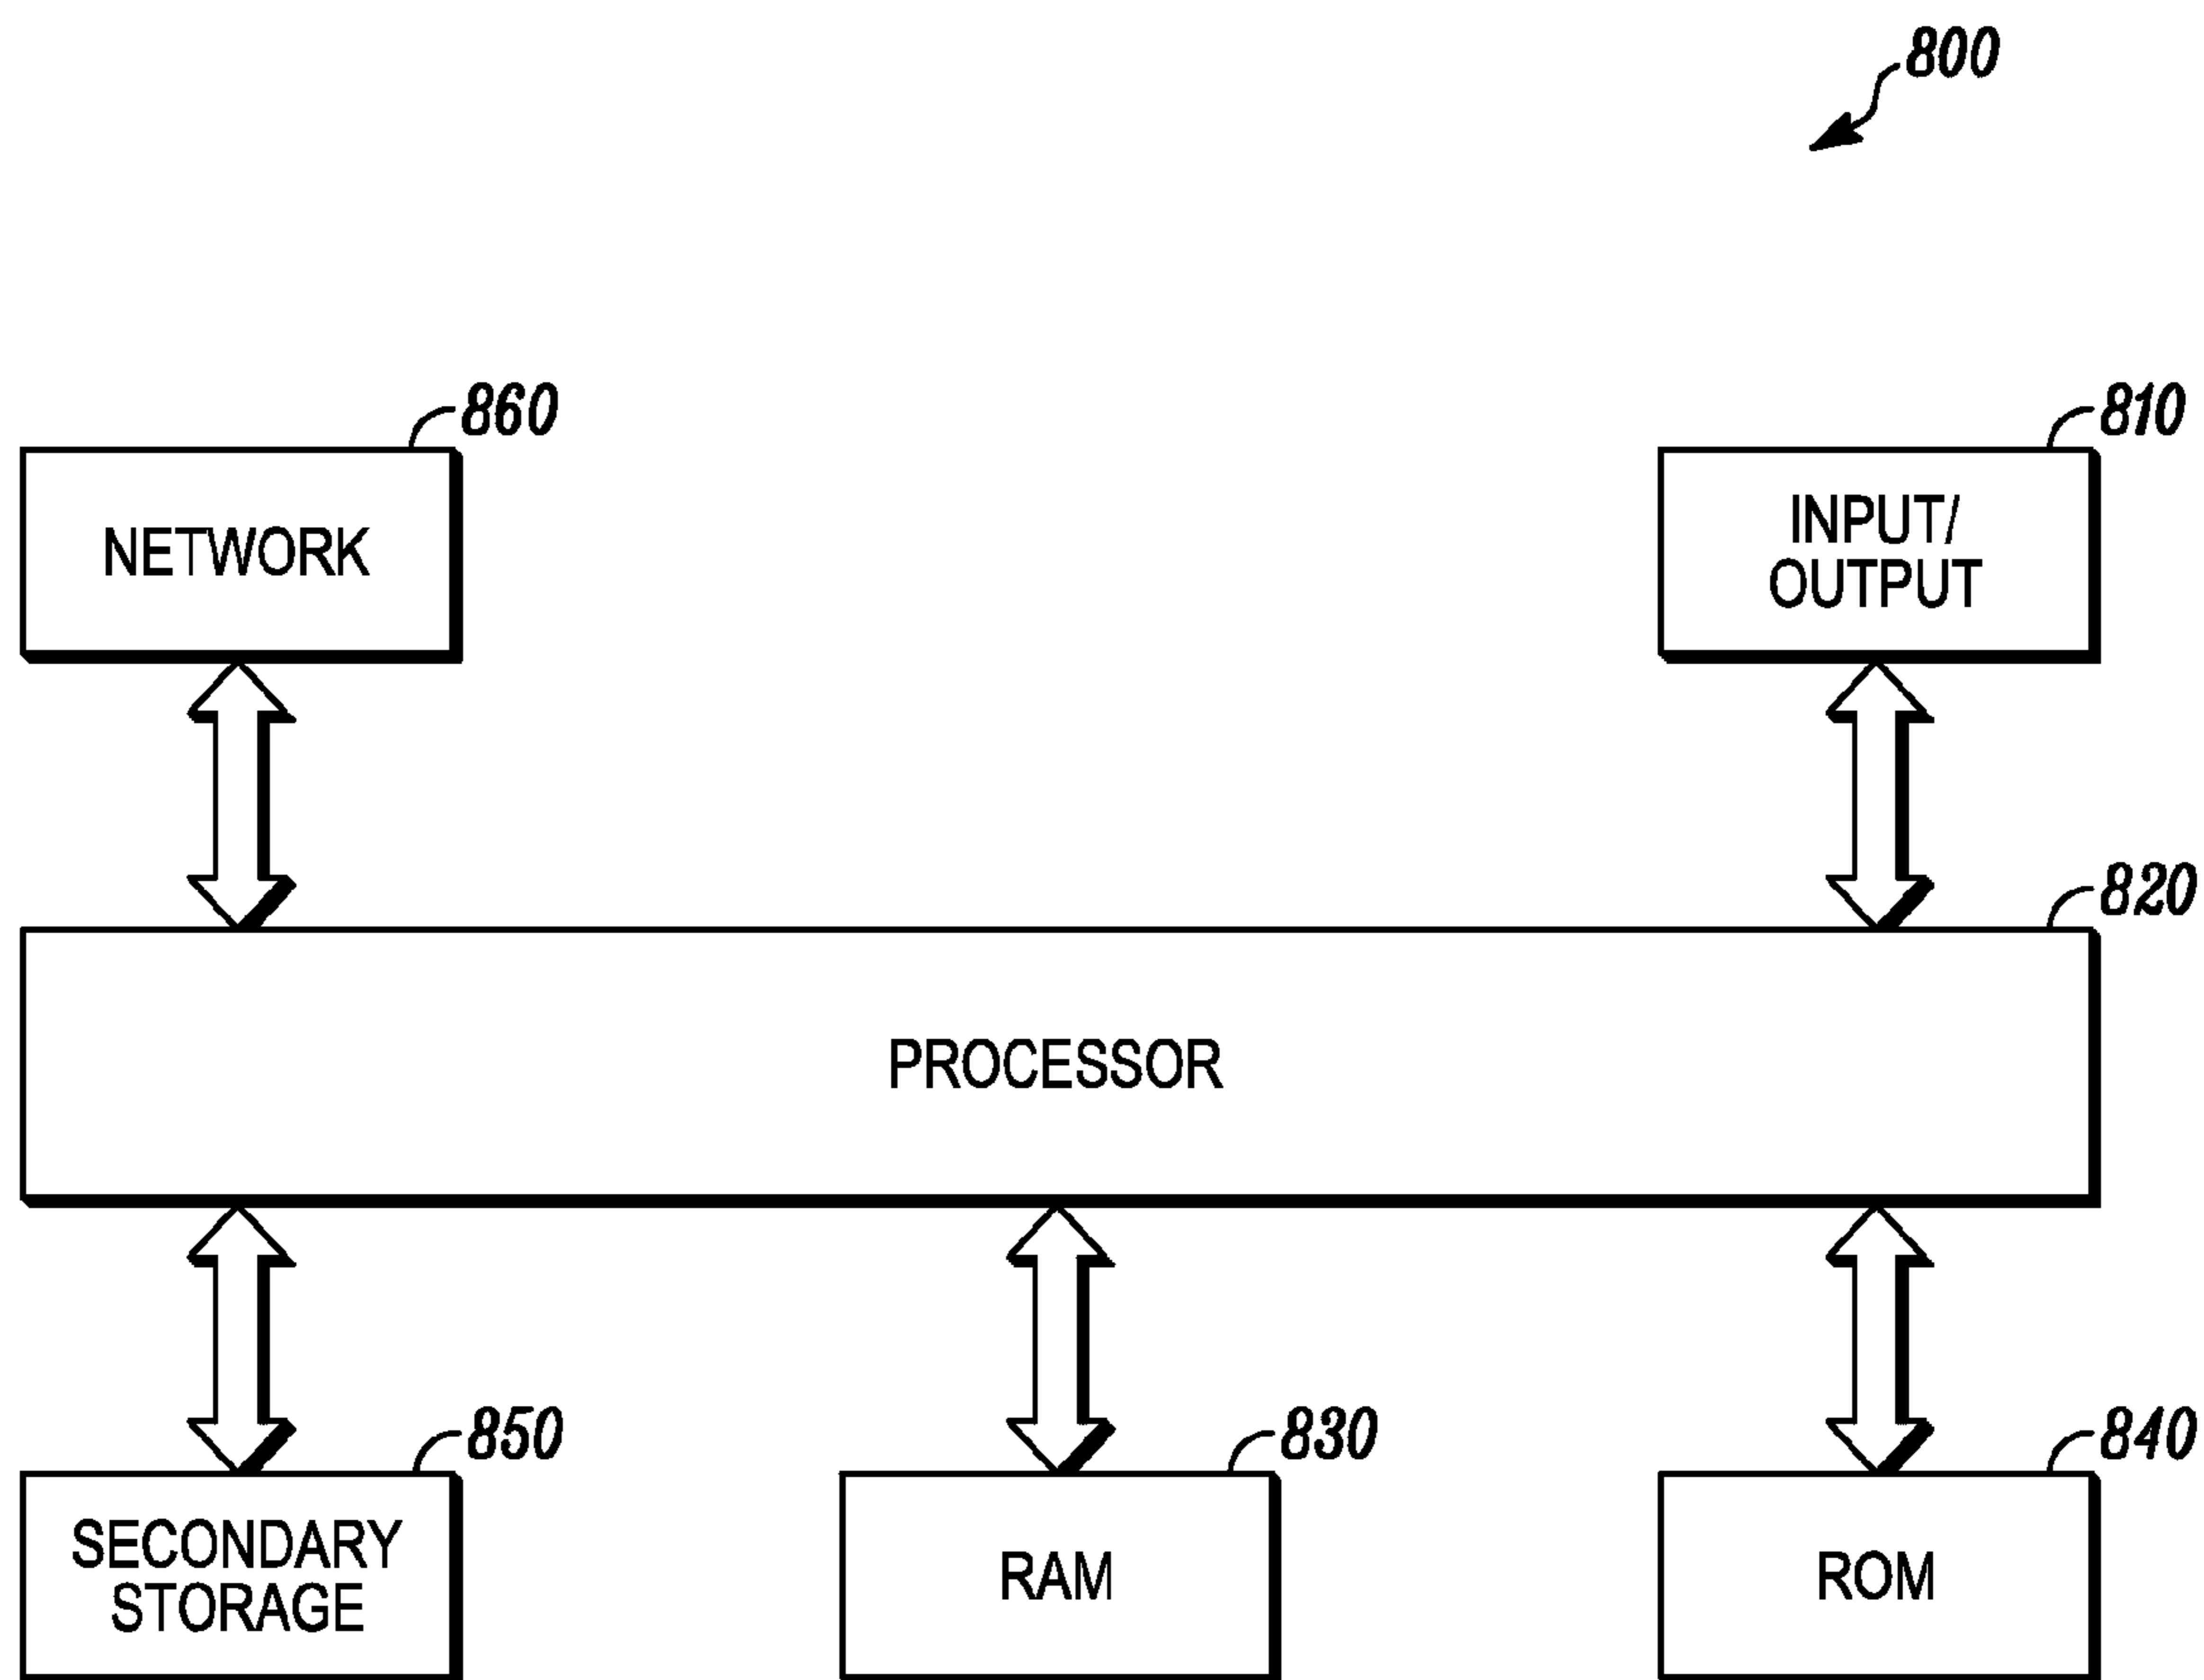 800
860
810
NETWORK
INPUT/
OUTPUT
820
PROCESSOR
850
830
840
SECONDARY
STORAGE
RAM
ROM